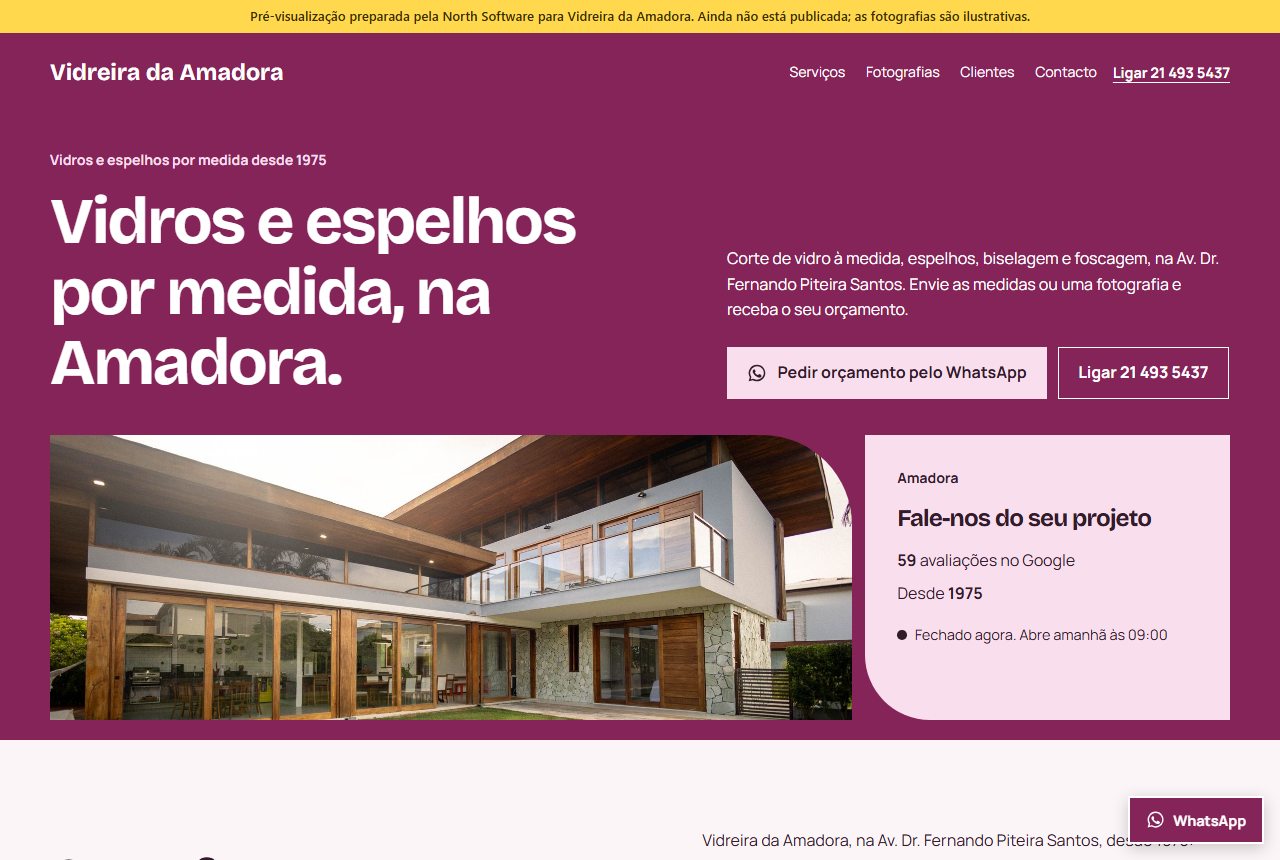 Pré-visualização preparada pela North Software para Vidreira da Amadora. Ainda não está publicada; as fotografias são ilustrativas.
Vidreira da Amadora
Serviços
Fotografias
Clientes
Contacto
Ligar 21 493 5437
Vidros e espelhos por medida desde 1975
Vidros e espelhos
por medida, na
Amadora.
Corte de vidro à medida, espelhos, biselagem e foscagem, na Av. Dr.
Fernando Piteira Santos. Envie as medidas ou uma fotografia e
receba o seu orçamento.
Pedir orçamento pelo WhatsApp
Ligar 21 493 5437
Amadora
Fale-nos do seu projeto
59 avaliações no Google
Desde 1975
Fechado agora. Abre amanhã às 09:00
Vidreira da Amadora, na Av. Dr. Fernando Piteira Santos,
WhatsApp